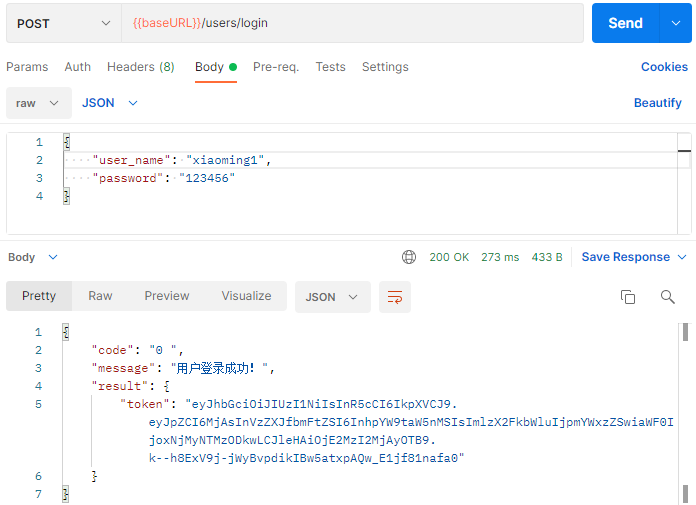 POST {{baseURL}}/users/login Send
Params Auth Headers (8) Body Pre-req. Tests Settings Cookies
raw JSON Beautify
1 {
2 "user_name": "xiaoming1",
3 "password": "123456"
4 }
Body 200 OK 273 ms 433 B Save Response
Pretty Raw Preview Visualize JSON
1 {
2 "code": "0 ",
3 "message": "用户登录成功! ",
4 "result": {
5 "token": "eyJhbGciOiJIUzI1NiIsInR5cCI6IkpXVCJ9.
eyJpZCI6MjAsInVzZXJfbmFtZSI6InhpYW9taW5nMSIsImlzX2FkbWluIjpmYWxzZSwiaWF0I
joxNjMyNTMzODkwLCJleHAiOjE2MzI2MjAyOTB9.
k--h8ExV9j-jWyBvpdikIBw5atxpAQw_E1jf81nafa0"
6 }
7 }